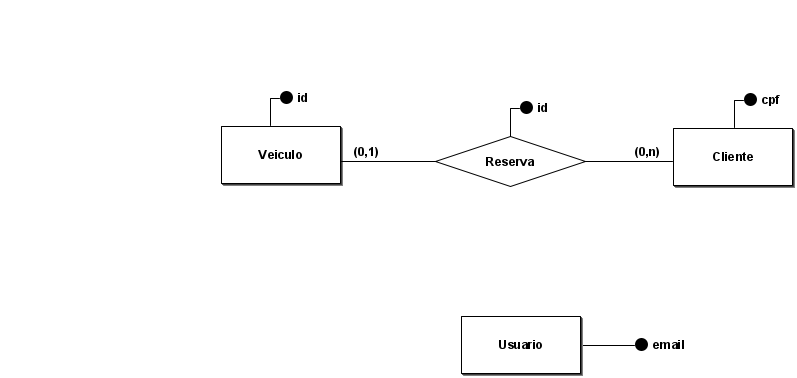 id
id
cpf
Veiculo
(0,1)
Reserva
(0,n)
Cliente
Usuario
email